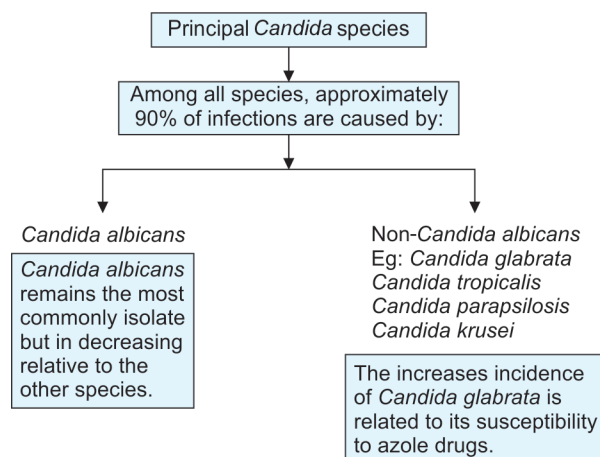 Principal Candida species
Among all species, approximately
90% of infections are caused by:
Candida albicans
Candida albicans
remains the most
commonly isolate
but in decreasing
relative to the
other species.
Non-Candida albicans
Eg: Candida glabrata
Candida tropicalis
Candida parapsilosis
Candida krusei
The increases incidence
of Candida glabrata is
related to its susceptibility
to azole drugs.